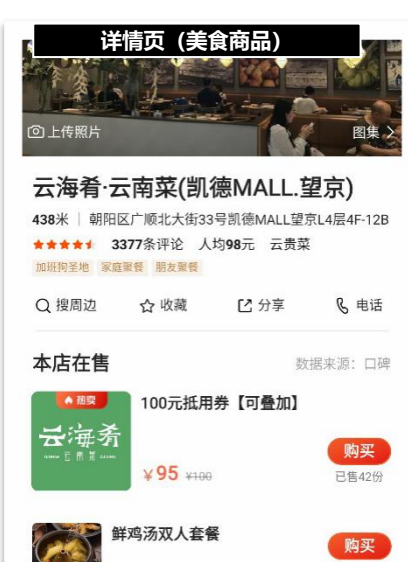 详情页（美食商品）
上传照片
图集
云海肴·云南菜(凯德MALL.望京)
438米 | 朝阳区广顺北大街33号凯德MALL望京L4层4F-12B
3377条评论 人均98元 云贵菜
加班狗圣地 家庭聚餐 朋友聚餐
搜周边 收藏 分享 电话
本店在售 数据来源：口碑
热卖
云海肴
云南菜
100元抵用券【可叠加】
购买
¥95 ¥100 已售42份
鲜鸡汤双人套餐
购买